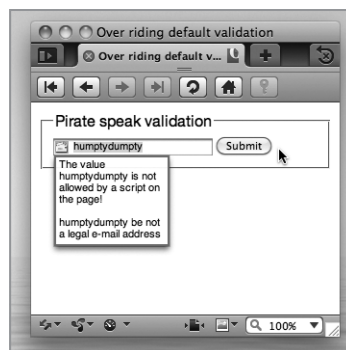 Over riding default validation
Over riding default v...
Pirate speak validation
humptydumpty
Submit
The value
humptydumpty is not
allowed by a script on
the page!
humptydumpty be not
a legal e-mail address
100%